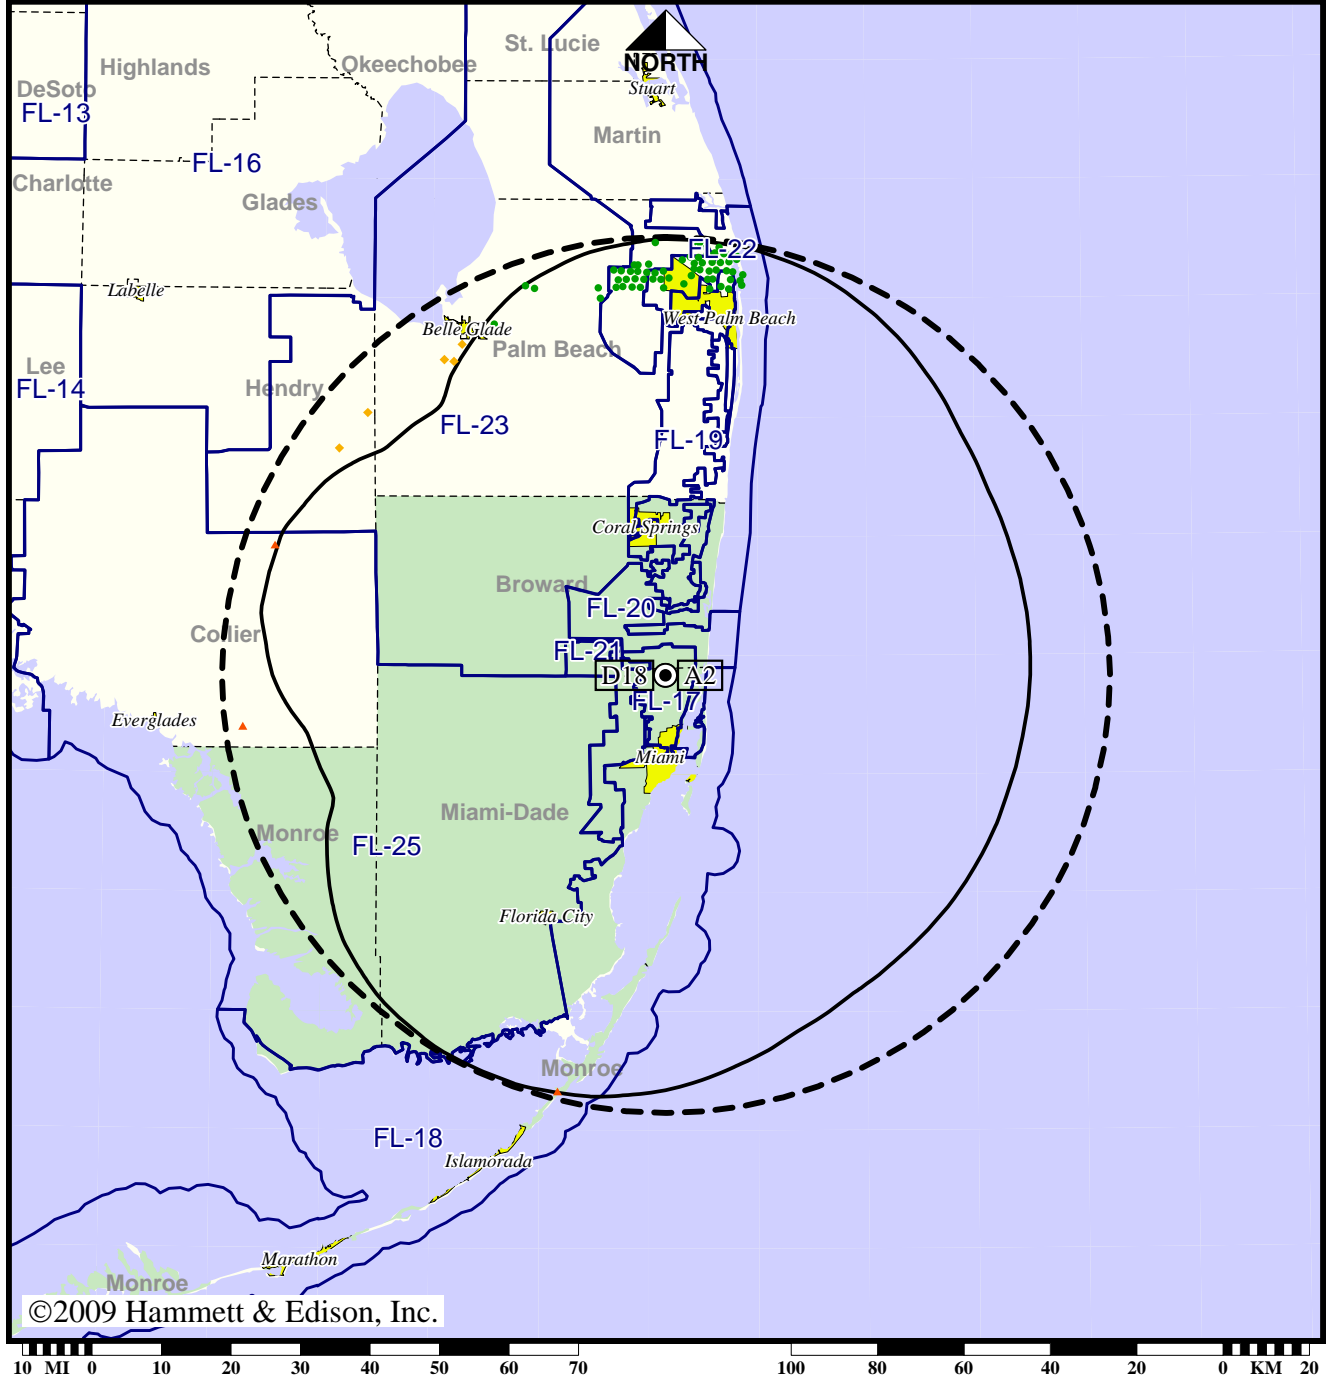 St. Lucie
Okeechobee
Highlands
NORTH
DeSoto
Stuart
FL-13
Martin
FL-16
Charlotte
Glades
FL-22
Labelle
West Palm Beach
Belle Glade
Palm Beach
Lee
FL-14
Hendry
FL-23
FL-19
Coral Springs
Broward
FL-20
Collier
FL-21
D18
A2
FL-17
Everglades
Miami
Miami-Dade
Monroe
FL-25
Florida City
Monroe
FL-18
Islamorada
Marathon
Monroe
©2009 Hammett & Edison, Inc.
10 MI 0 10 20 30 40 50 60 70
100 80 60 40 20 0 KM 20